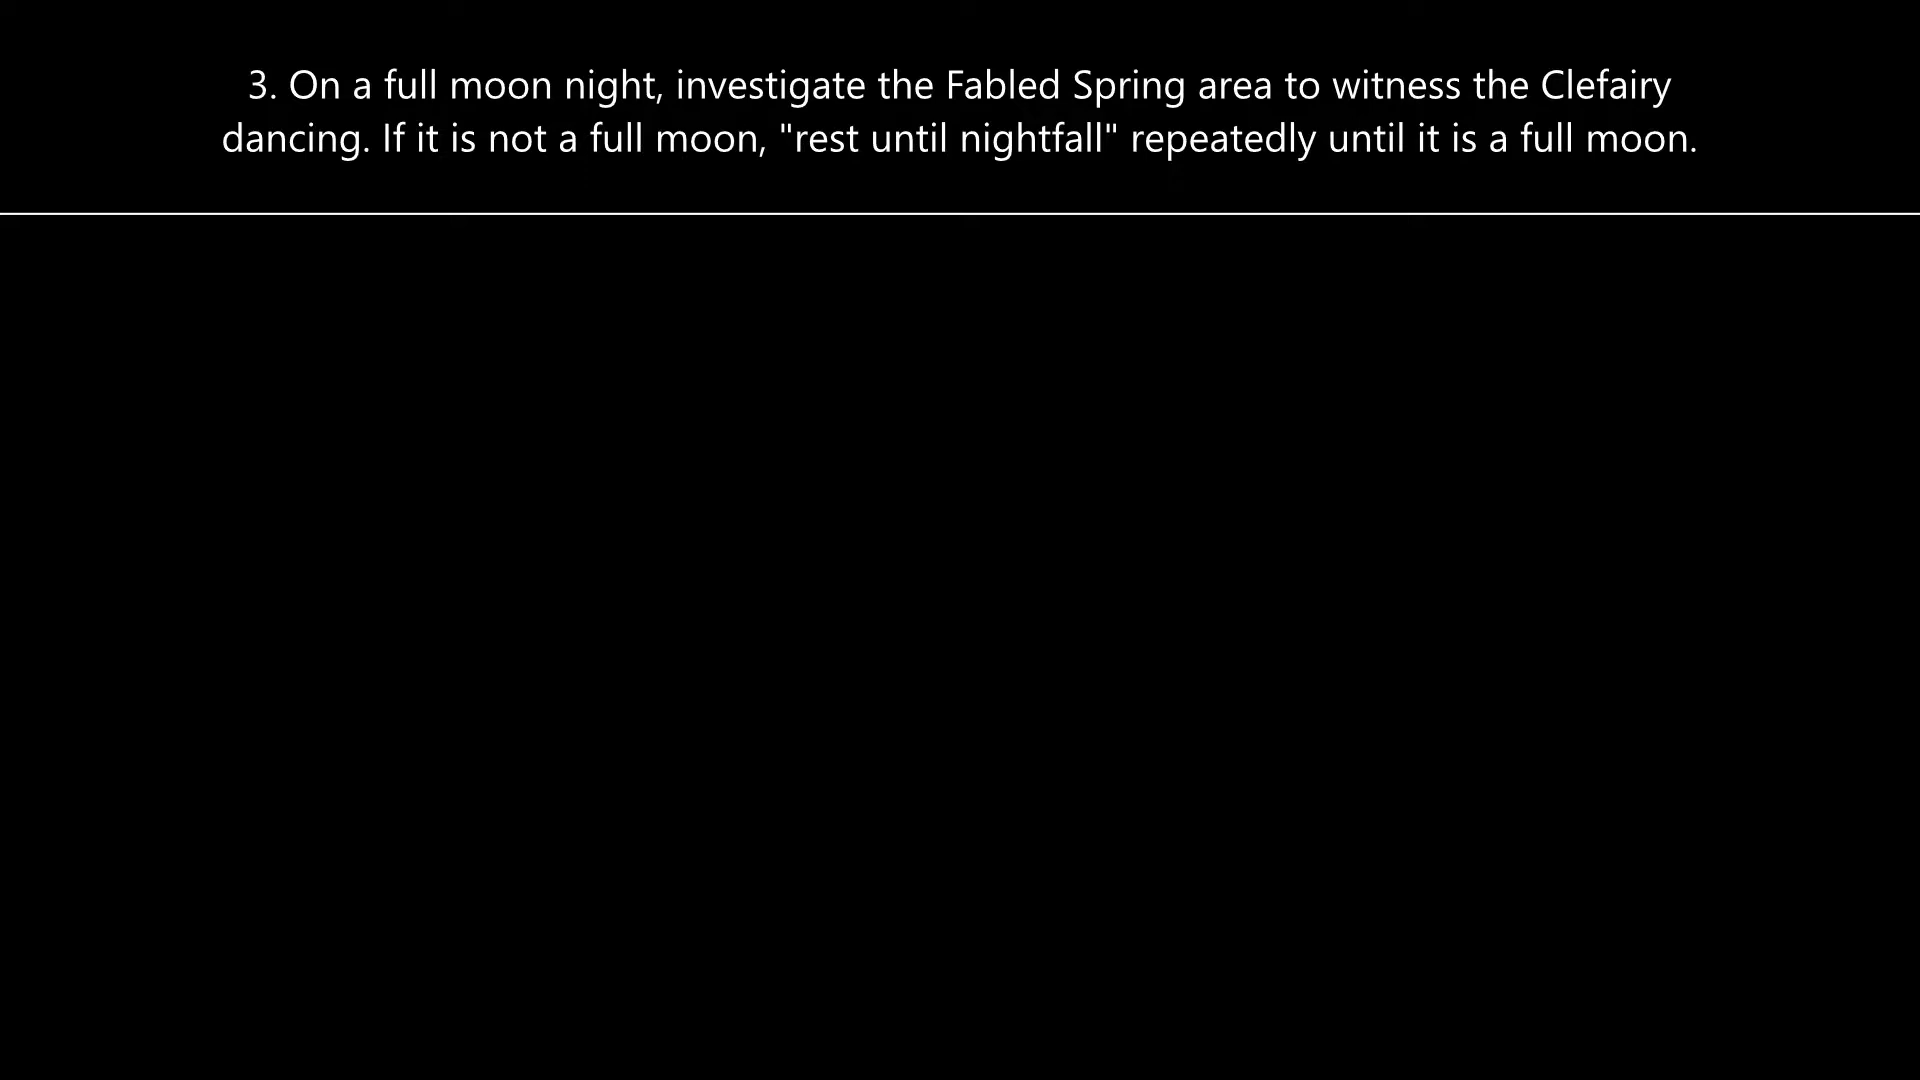 3. On a full moon night, investigate the Fabled Spring area to witness the Clefairy
dancing. If it is not a full moon, "rest until nightfall" repeatedly until it is a full moon.